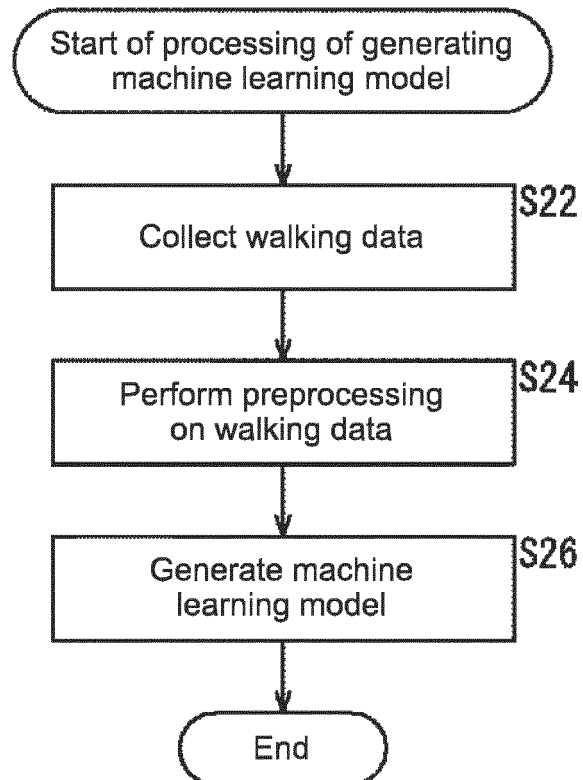 Start of processing of generating
machine learning model
S22
Collect walking data
S24
Perform preprocessing
on walking data
S26
Generate machine
learning model
End